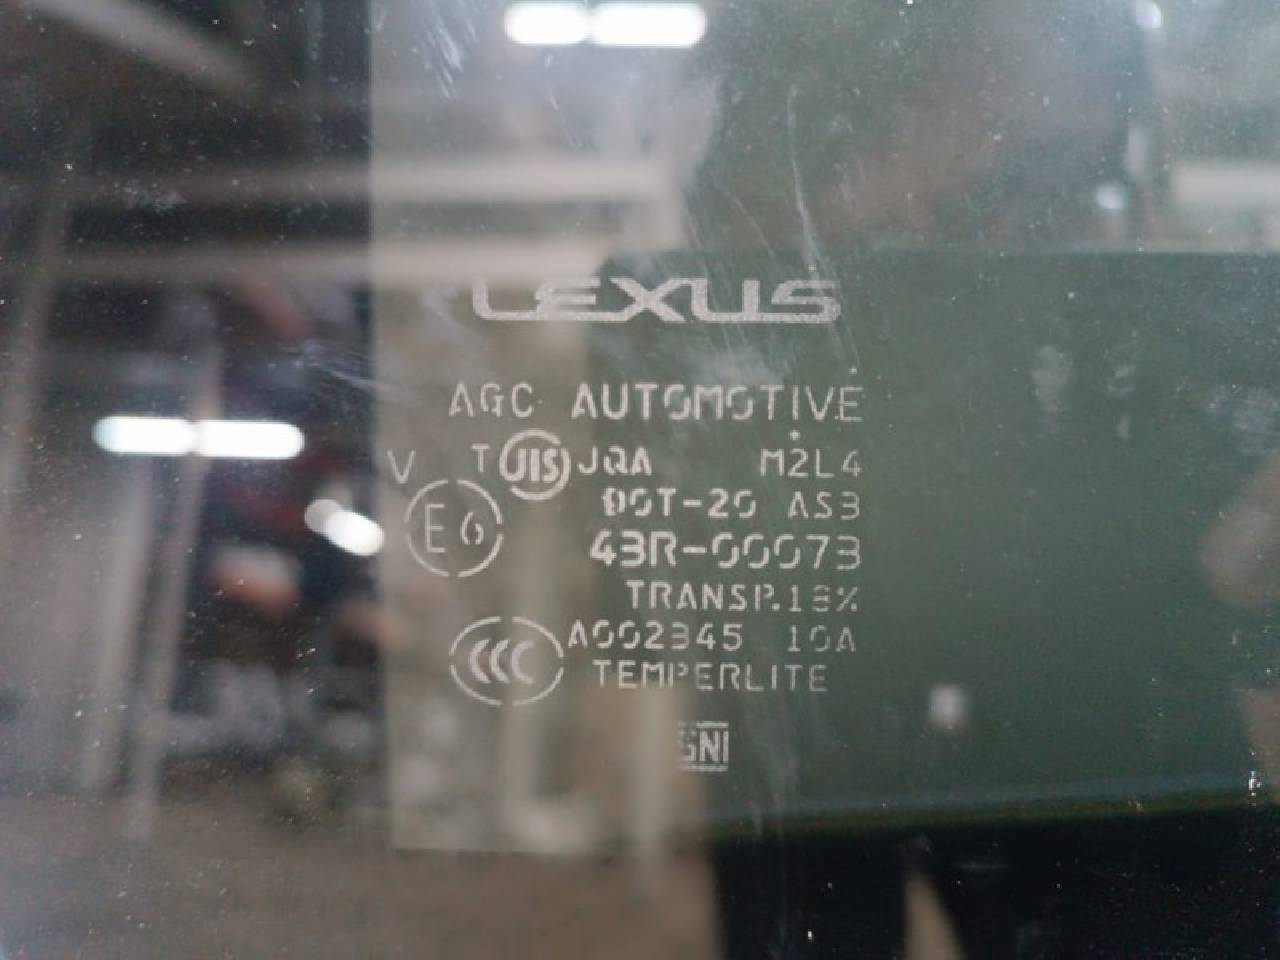 LEXUS
AGC AUTOMOTIVE
V T JIS JQA M2L4
DOT-20 AS3
E6
43R-00073
TRANSP.18%
CCC A002345 10A
TEMPERLITE
SNI